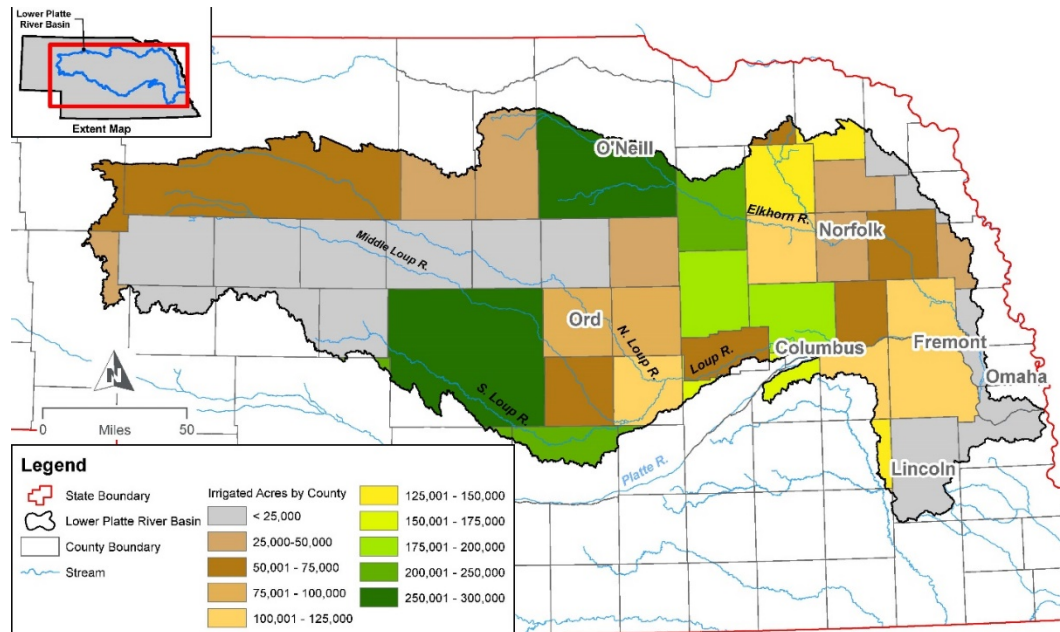 Lower Platte
River Basin
Extent Map
O'Neill
Elkhorn R.
Norfolk
Middle Loup R.
Ord
N. Loup R.
Loup R.
Columbus
Fremont
Omaha
S. Loup R.
Platte R.
Lincoln
N
0 50
Miles
Legend
State Boundary
Lower Platte River Basin
County Boundary
Stream
Irrigated Acres by County
< 25,000
25,000-50,000
50,001 - 75,000
75,001 - 100,000
100,001 - 125,000
125,001 - 150,000
150,001 - 175,000
175,001 - 200,000
200,001 - 250,000
250,001 - 300,000